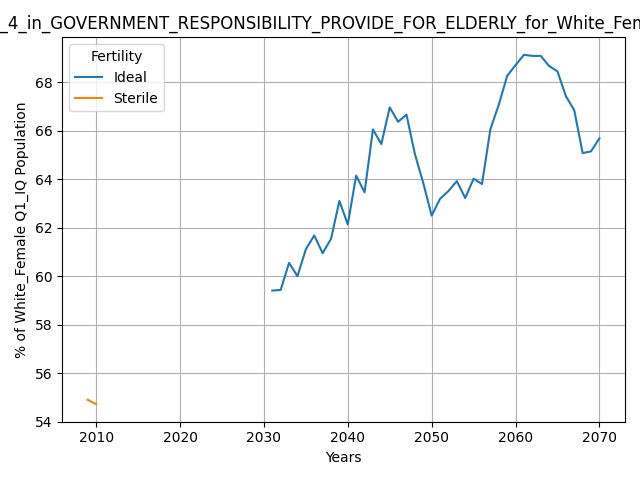 _4_in_GOVERNMENT_RESPONSIBILITY_PROVIDE_FOR_ELDERLY_for_White_Fem
Fertility
Ideal
Sterile
% of White_Female Q1_IQ Population
68
66
64
62
60
58
56
54
2010 2020 2030 2040 2050 2060 2070
Years